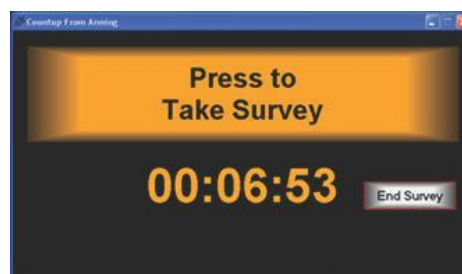 Countup From Arming
Press to
Take Survey
00:06:53
End Survey